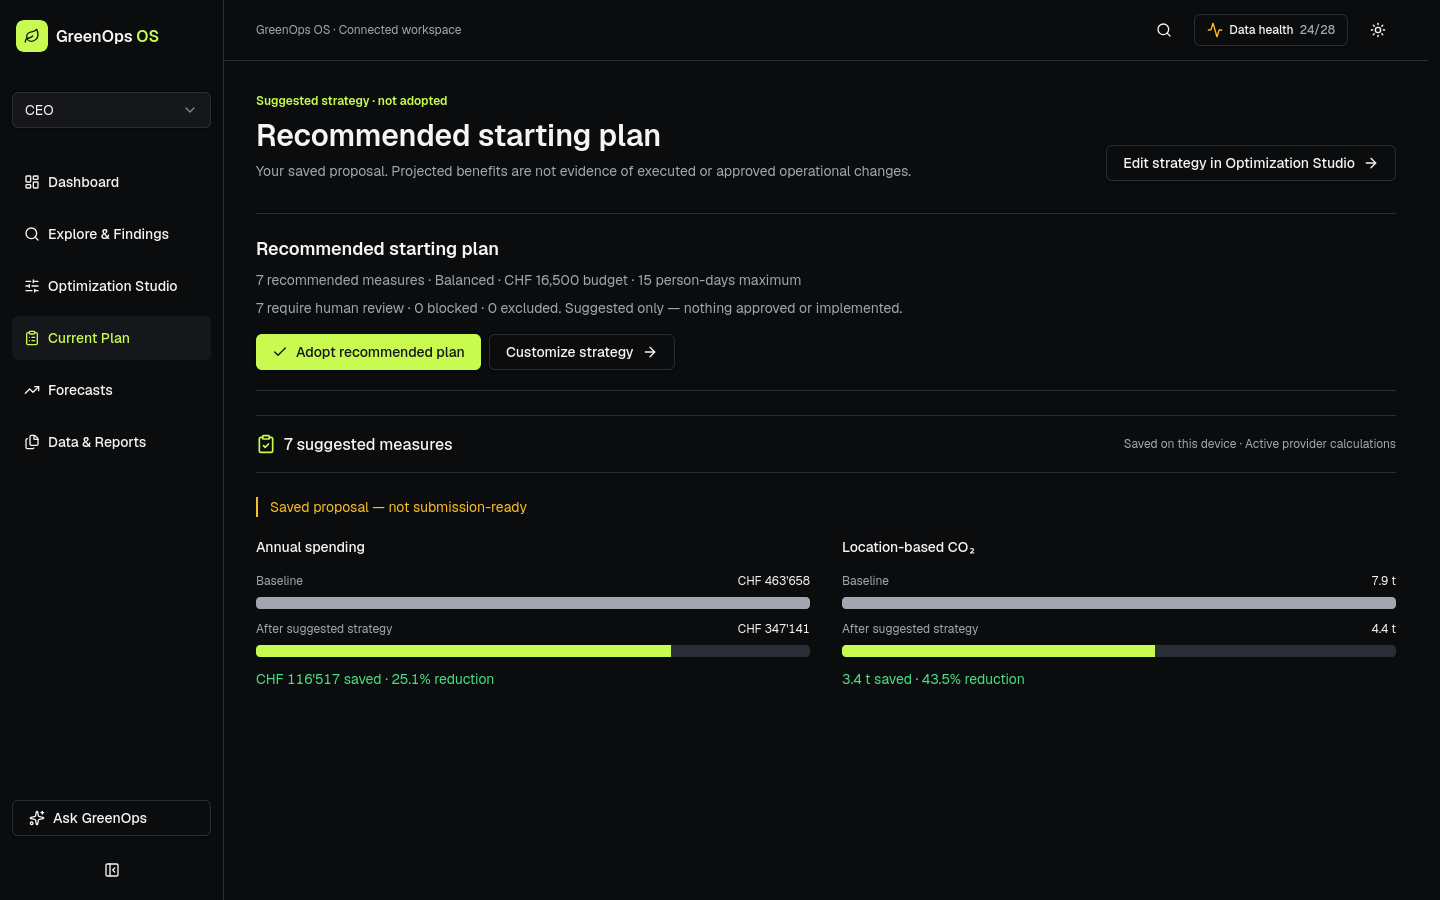 GreenOps OS
CEO
Dashboard
Explore & Findings
Optimization Studio
Current Plan
Forecasts
Data & Reports
Ask GreenOps
GreenOps OS · Connected workspace
Data health 24/28
Suggested strategy · not adopted
Recommended starting plan
Your saved proposal. Projected benefits are not evidence of executed or approved operational changes.
Edit strategy in Optimization Studio
Recommended starting plan
7 recommended measures · Balanced · CHF 16,500 budget · 15 person-days maximum
7 require human review · 0 blocked · 0 excluded. Suggested only — nothing approved or implemented.
Adopt recommended plan
Customize strategy
7 suggested measures
Saved on this device · Active provider calculations
Saved proposal — not submission-ready
Annual spending
Baseline CHF 463'658
After suggested strategy CHF 347'141
CHF 116'517 saved · 25.1% reduction
Location-based CO₂
Baseline 7.9 t
After suggested strategy 4.4 t
3.4 t saved · 43.5% reduction